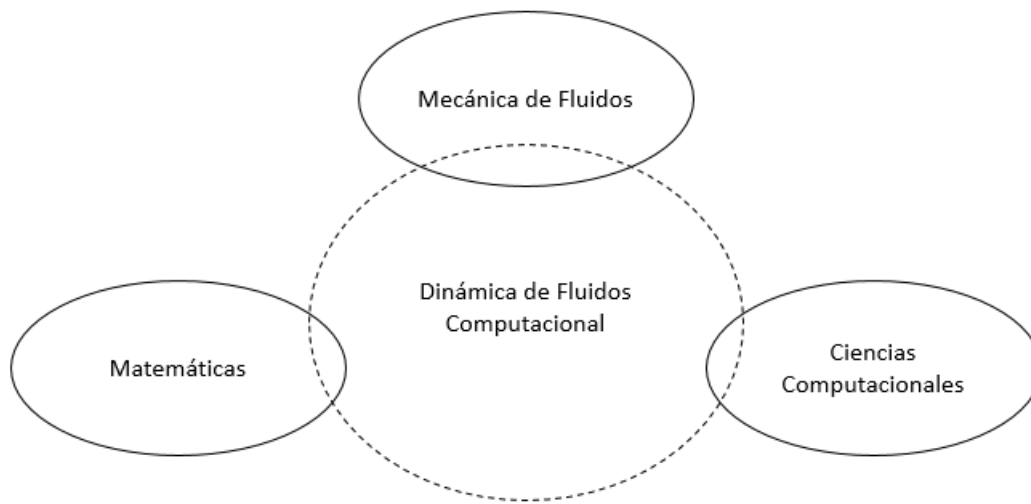 Mecánica de Fluidos
Dinámica de Fluidos
Computacional
Matemáticas
Ciencias
Computacionales